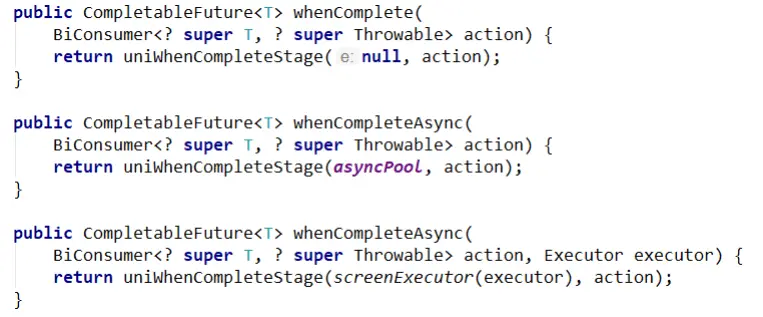 public CompletableFuture<T> whenComplete(
    BiConsumer<? super T, ? super Throwable> action) {
    return uniWhenCompleteStage( e: null, action);
}

public CompletableFuture<T> whenCompleteAsync(
    BiConsumer<? super T, ? super Throwable> action) {
    return uniWhenCompleteStage(asyncPool, action);
}

public CompletableFuture<T> whenCompleteAsync(
    BiConsumer<? super T, ? super Throwable> action, Executor executor) {
    return uniWhenCompleteStage(screenExecutor(executor), action);
}